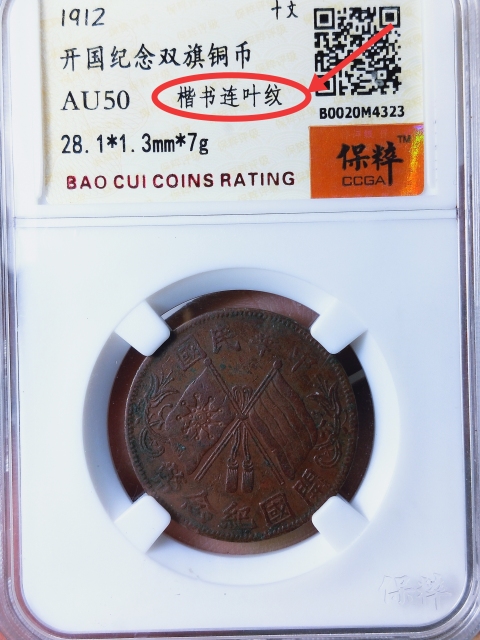 1912 十文
开国纪念双旗铜币
AU50 楷书连叶纹
B0020M4323
28.1*1.3mm*7g
保粹™
CCGA
BAO CUI COINS RATING
國民華中
開國紀念幣
保粹